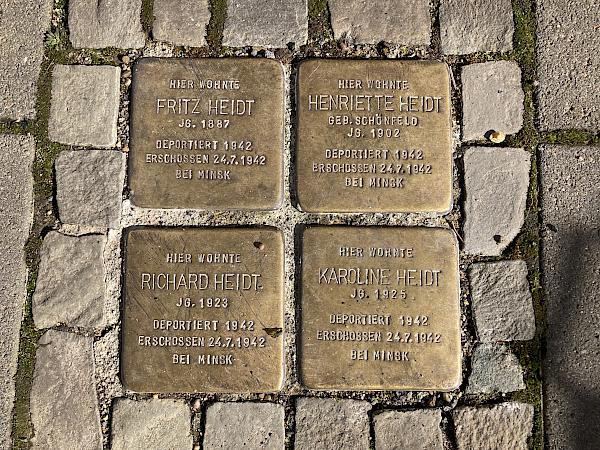 HIER WOHNTE
FRITZ HEIDT
JG. 1887
DEPORTIERT 1942
ERSCHOSSEN 24.7.1942
BEI MINSK
HIER WOHNTE
HENRIETTE HEIDT
GEB. SCHÖNFELD
JG. 1902
DEPORTIERT 1942
ERSCHOSSEN 24.7.1942
BEI MINSK
HIER WOHNTE
RICHARD HEIDT
JG. 1923
DEPORTIERT 1942
ERSCHOSSEN 24.7.1942
BEI MINSK
HIER WOHNTE
KAROLINE HEIDT
JG. 1925
DEPORTIERT 1942
ERSCHOSSEN 24.7.1942
BEI MINSK